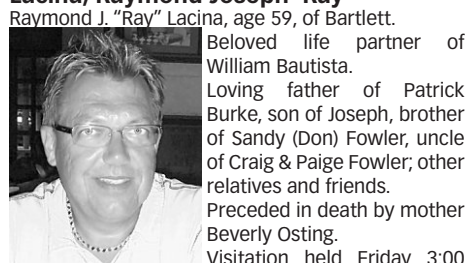 Lacina, Raymond Joseph "Ray"
Raymond J. “Ray” Lacina, age 59, of Bartlett.
Beloved life partner of
William Bautista.
Loving father of Patrick
Burke, son of Joseph, brother
of Sandy (Don) Fowler, uncle
of Craig & Paige Fowler; other
relatives and friends.
Preceded in death by mother
Beverly Osting.
Visitation held Friday 3:00